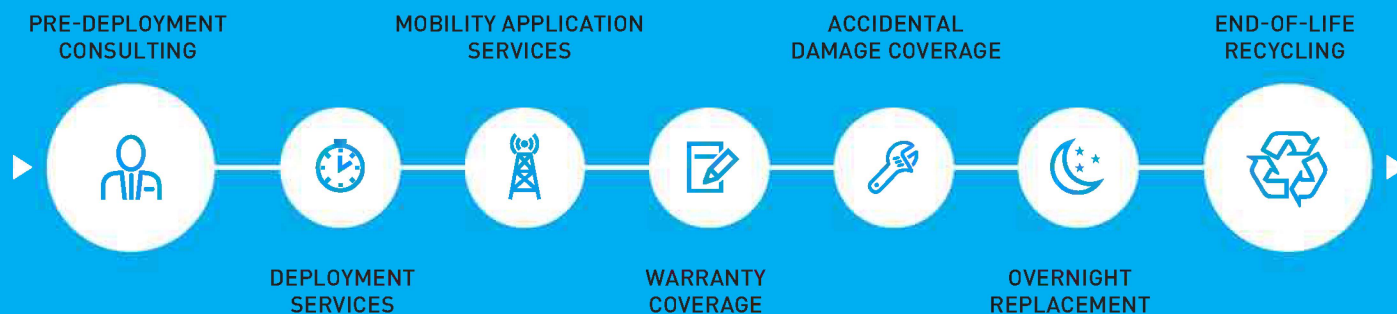 PRE-DEPLOYMENT
CONSULTING
DEPLOYMENT
SERVICES
MOBILITY APPLICATION
SERVICES
WARRANTY
COVERAGE
ACCIDENTAL
DAMAGE COVERAGE
OVERNIGHT
REPLACEMENT
END-OF-LIFE
RECYCLING